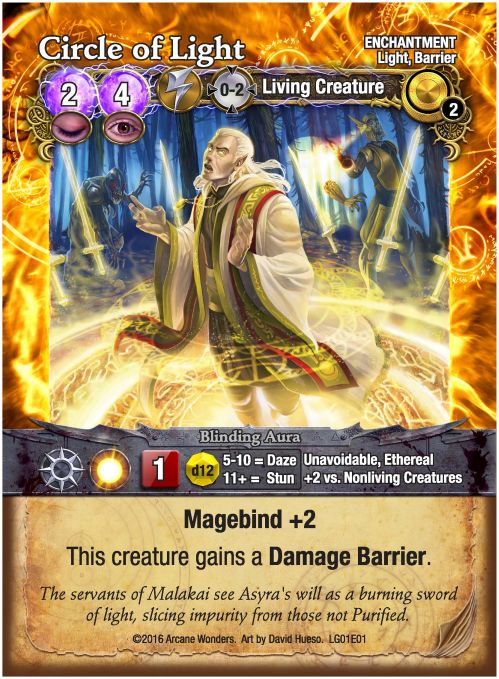 Circle of Light
ENCHANTMENT
Light, Barrier
2 4 0-2 Living Creature
2
Blinding Aura
1 d12 5-10 = Daze Unavoidable, Ethereal
11+ = Stun +2 vs. Nonliving Creatures
Magebind +2
This creature gains a Damage Barrier.
The servants of Malakai see Asyra's will as a burning sword
of light, slicing impurity from those not Purified.
©2016 Arcane Wonders. Art by David Hueso. LG01E01